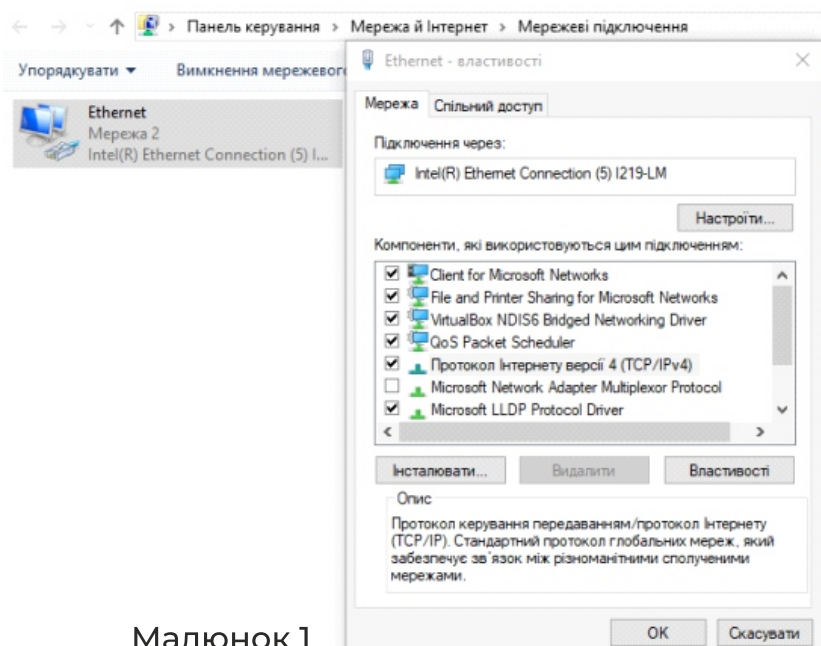 Панель керування > Мережа й Інтернет > Мережеві підключення
Упорядкувати
Вимкнення мережевого
Ethernet
Мережа 2
Intel(R) Ethernet Connection (5) I...
Ethernet - властивості
Мережа
Спільний доступ
Підключення через:
Intel(R) Ethernet Connection (5) I219-LM
Настроїти...
Компоненти, які використовуються цим підключенням:
Client for Microsoft Networks
File and Printer Sharing for Microsoft Networks
VirtualBox NDIS6 Bridged Networking Driver
QoS Packet Scheduler
Протокол Інтернету версії 4 (TCP/IPv4)
Microsoft Network Adapter Multiplexor Protocol
Microsoft LLDP Protocol Driver
Інсталювати...
Видалити
Властивості
Опис
Протокол керування передаванням/протокол Інтернету
(TCP/IP). Стандартний протокол глобальних мереж, який
забезпечує зв'язок між різноманітними сполученими
мережами.
OK
Скасувати
Малюнок 1